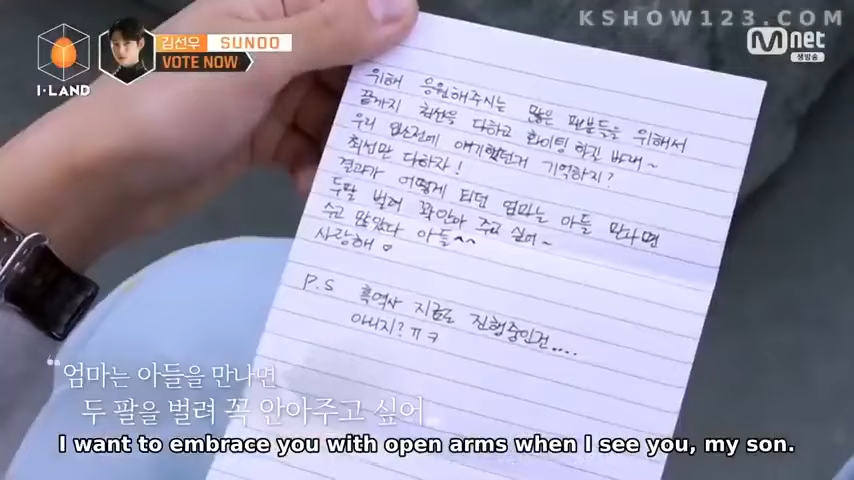 KSHOW123.COM
김선우 SUNOO
VOTE NOW
I·LAND
Mnet
생방송
위해 응원해주시는 많은 팬분들을 위해서
끝까지 최선을 다하고 화이팅 하길 바래~
우리 입소전에 얘기했던거 기억하지?
최선만 다하자!
결과가 어떻게 되던 엄마는 아들 만나면
두팔 벌려 꽉안아 주고 싶어~
수고 많았다 아들^^
사랑해♡
P.S 흑역사 지금도 진행중인건....
아니지? ㅠㅋ
“엄마는 아들을 만나면
두 팔을 벌려 꼭 안아주고 싶어
I want to embrace you with open arms when I see you, my son.